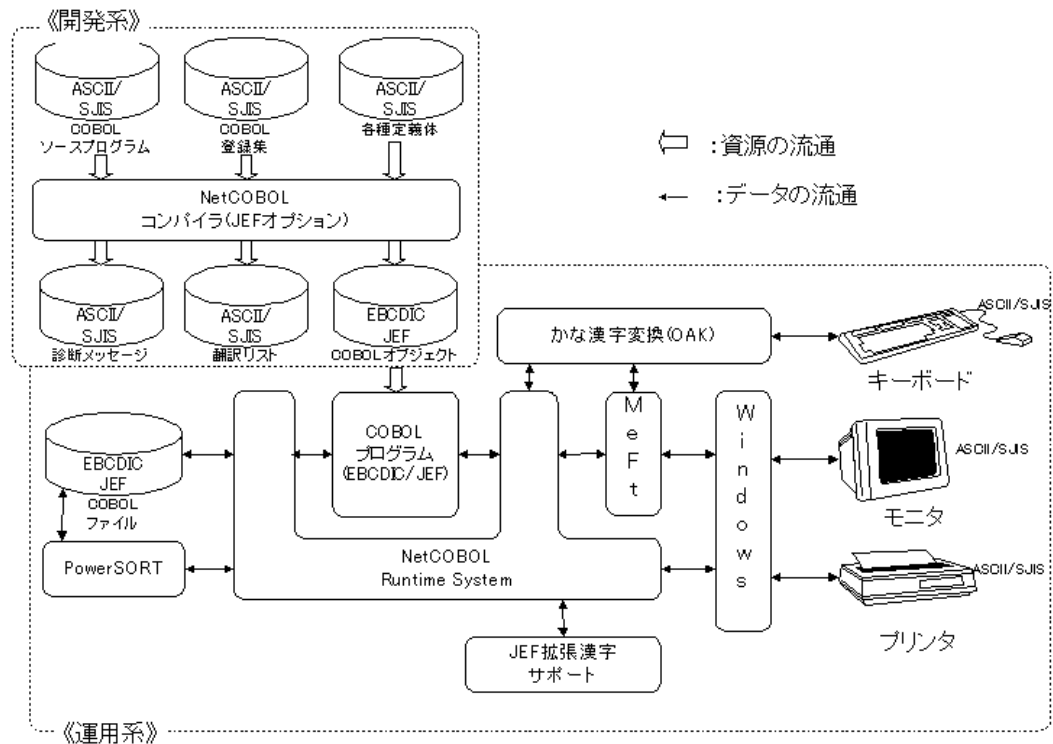 《開発系》
ASCII/
SJIS
COBOL
ソースプログラム
ASCII/
SJIS
COBOL
登録集
ASCII/
SJIS
各種定義体
⇦ :資源の流通
← :データの流通
NetCOBOL
コンパイラ(JEFオプション)
ASCII/
SJIS
診断メッセージ
ASCII/
SJIS
翻訳リスト
EBCDIC
JEF
COBOLオブジェクト
かな漢字変換(OAK)
ASCII/SJIS
キーボード
EBCDIC
JEF
COBOL
ファイル
COBOL
プログラム
(EBCDIC/JEF)
MeFt
Windows
ASCII/SJIS
モニタ
PowerSORT
NetCOBOL
Runtime System
ASCII/SJIS
プリンタ
JEF拡張漢字
サポート
《運用系》